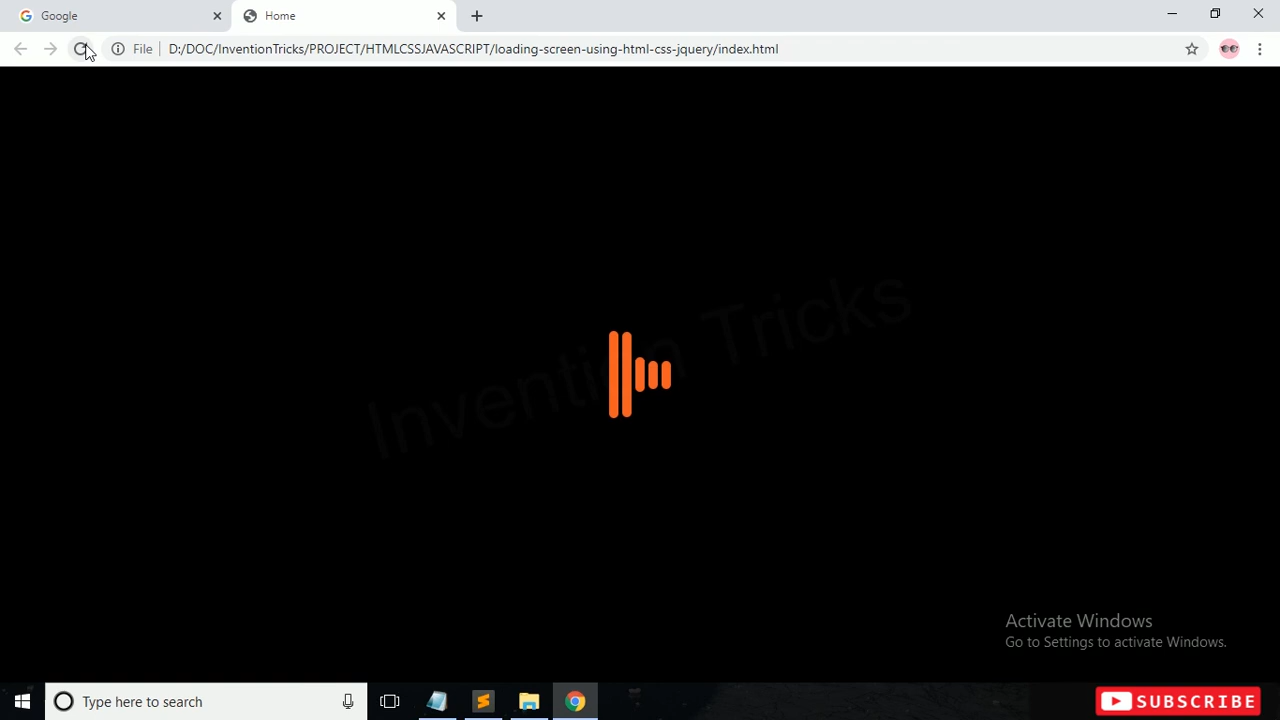 Google
Home
File
D:/DOC/InventionTricks/PROJECT/HTMLCSSJAVASCRIPT/loading-screen-using-html-css-jquery/index.html
Invention Tricks
Activate Windows
Go to Settings to activate Windows.
Type here to search
SUBSCRIBE